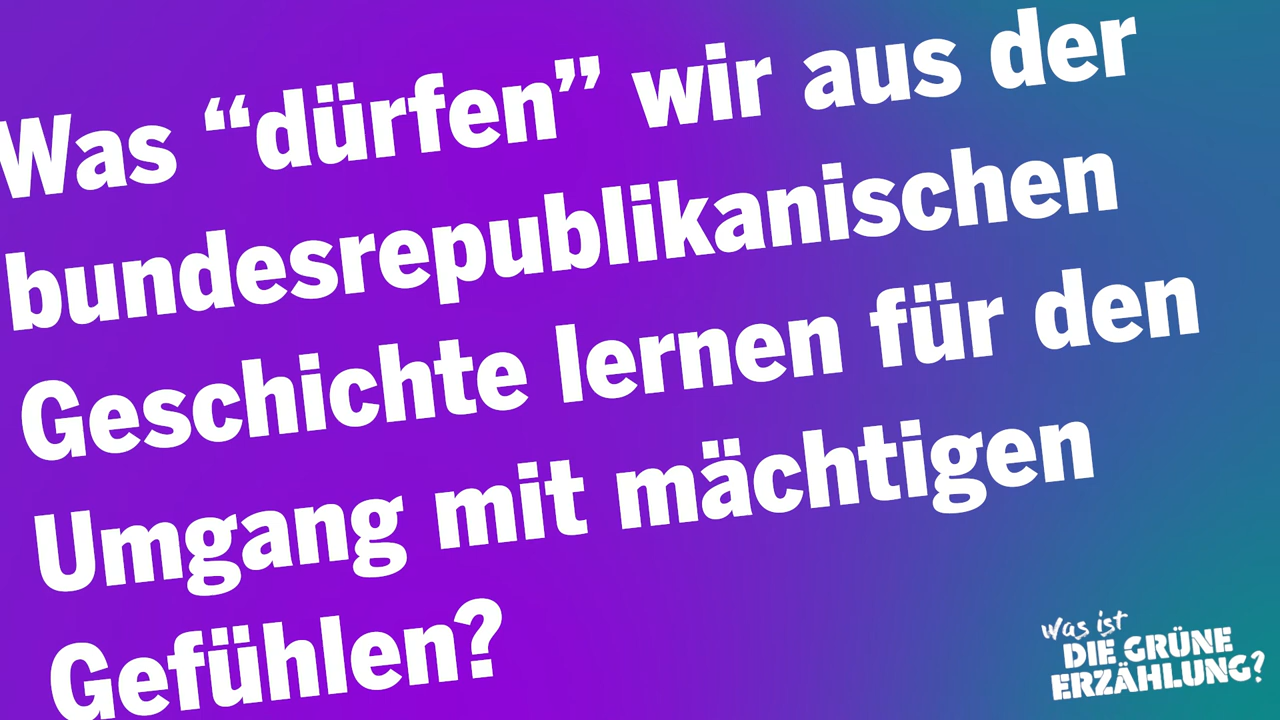 Was “dürfen” wir aus der
bundesrepublikanischen
Geschichte lernen für den
Umgang mit mächtigen
Gefühlen?
Was ist
DIE GRÜNE
ERZÄHLUNG?